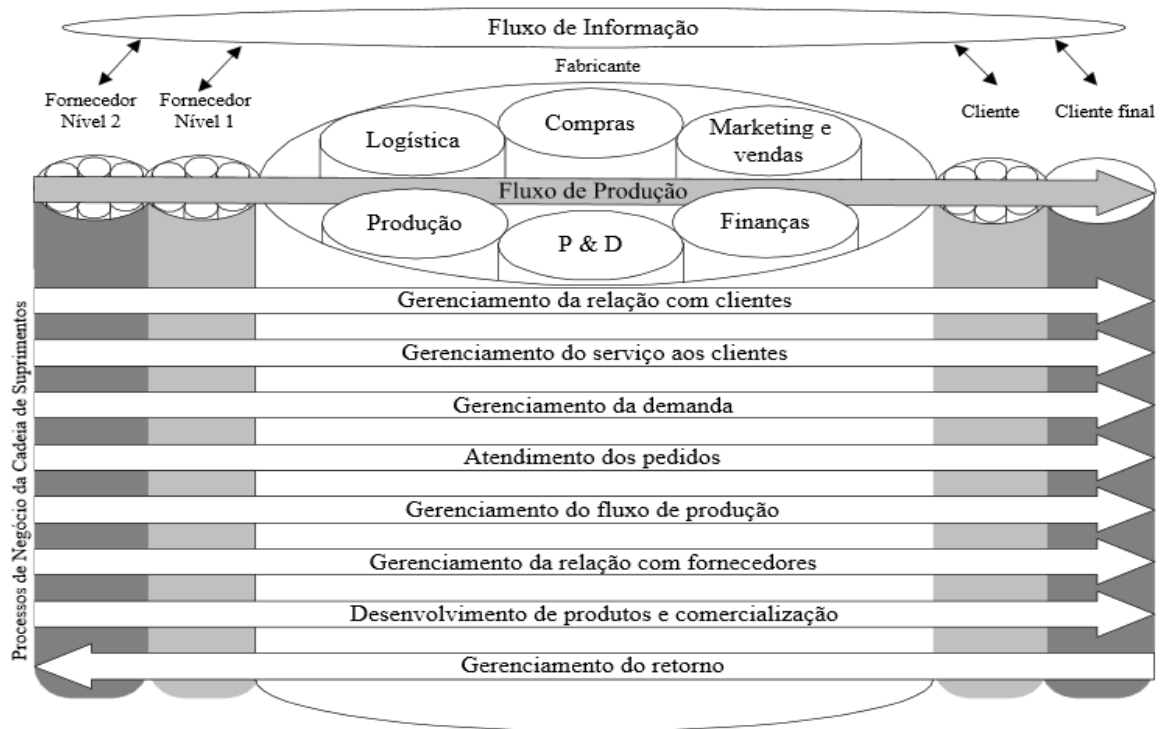 Fluxo de Informação
Fabricante
Fornecedor
Nível 2
Fornecedor
Nível 1
Cliente
Cliente final
Logística
Compras
Marketing e
vendas
Fluxo de Produção
Produção
P & D
Finanças
Processos de Negócio da Cadeia de Suprimentos
Gerenciamento da relação com clientes
Gerenciamento do serviço aos clientes
Gerenciamento da demanda
Atendimento dos pedidos
Gerenciamento do fluxo de produção
Gerenciamento da relação com fornecedores
Desenvolvimento de produtos e comercialização
Gerenciamento do retorno